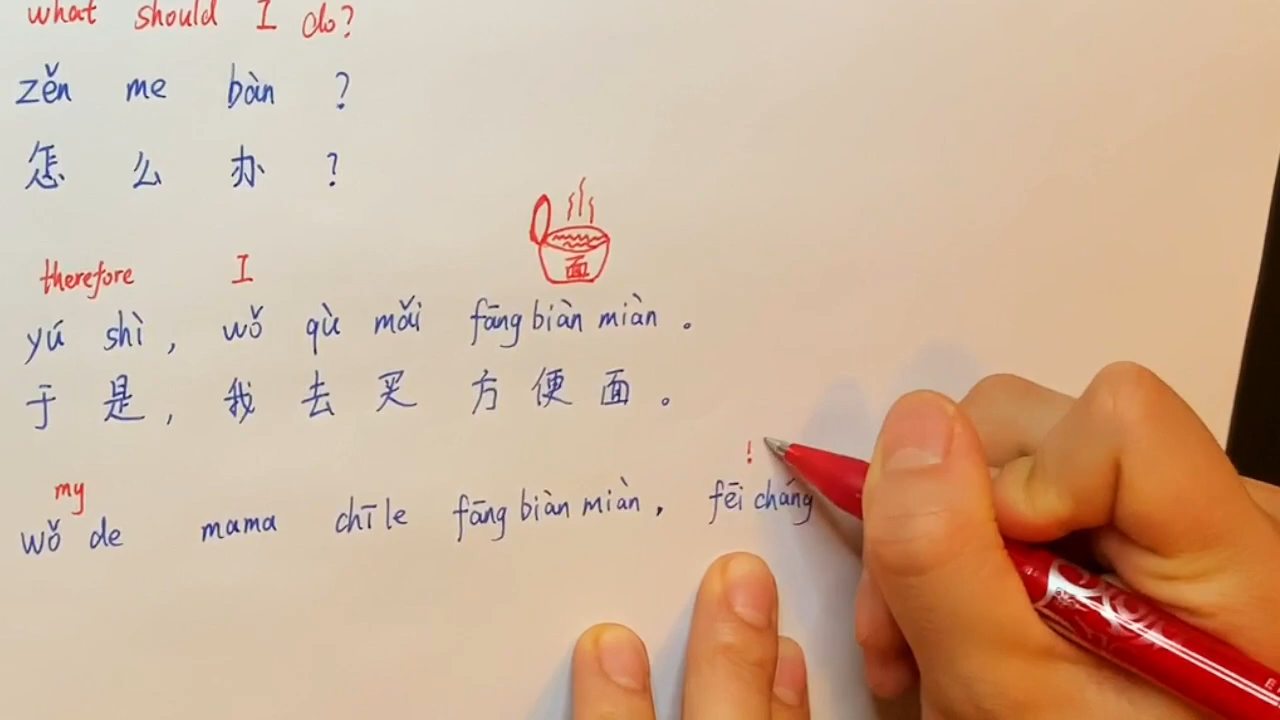 what should I do?
zěn me bàn ?
怎 么 办 ?
面
therefore I
yú shì , wǒ qù mǎi fāng biàn miàn 。
于 是 , 我 去 买 方 便 面 。
my !
wǒ de mama chī le fāng biàn miàn , fēi cháng